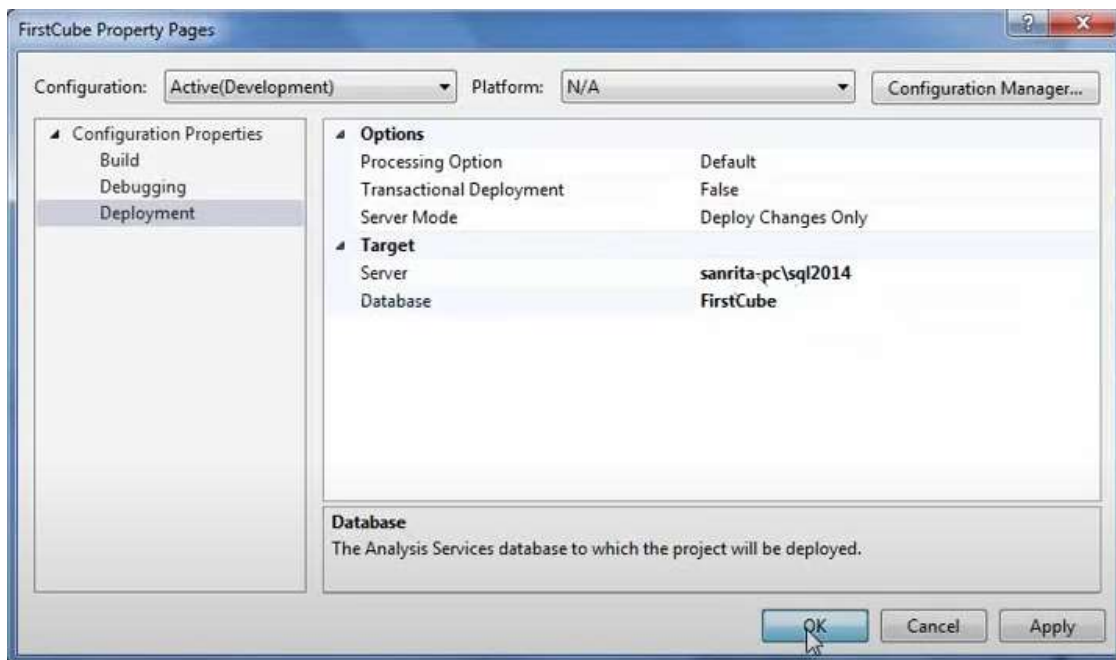 FirstCube Property Pages
Configuration: Active(Development) Platform: N/A Configuration Manager...
Configuration Properties
Build
Debugging
Deployment
Options
Processing Option Default
Transactional Deployment False
Server Mode Deploy Changes Only
Target
Server sanrita-pc\sql2014
Database FirstCube
Database
The Analysis Services database to which the project will be deployed.
OK Cancel Apply